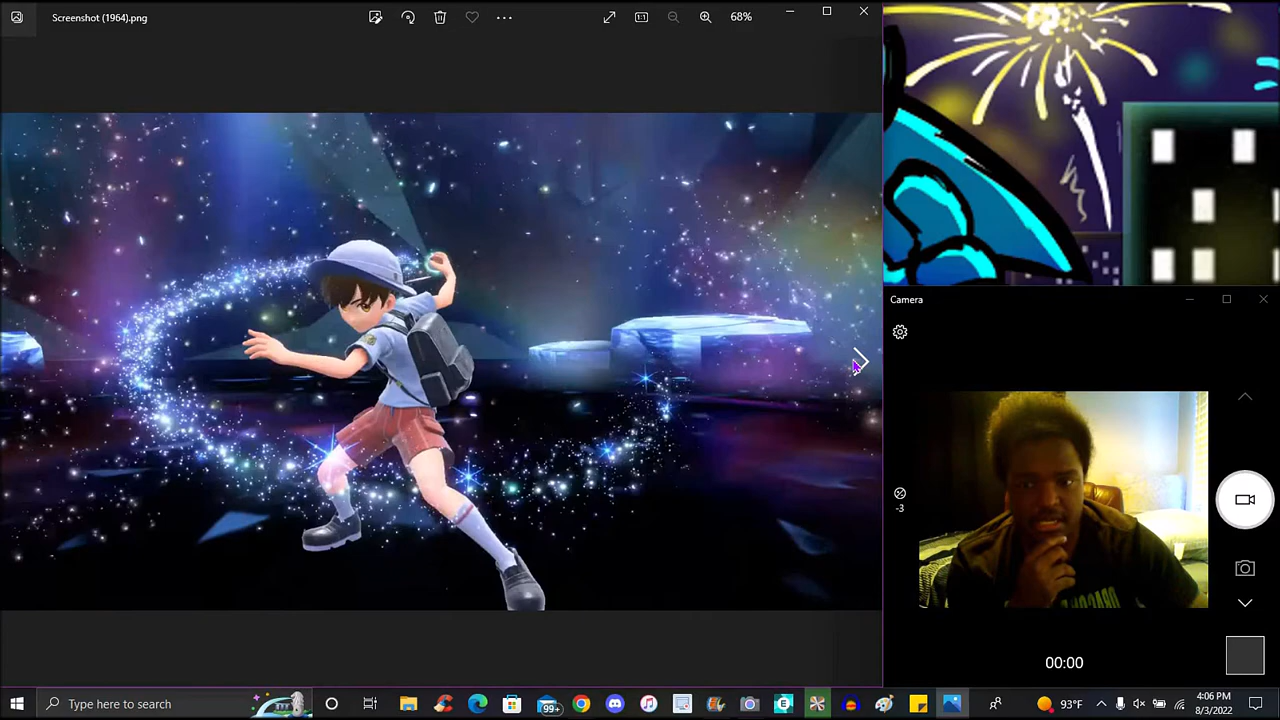 Screenshot (1964).png
68%
Camera
-3
00:00
Type here to search
99+
93°F
4:06 PM
8/3/2022